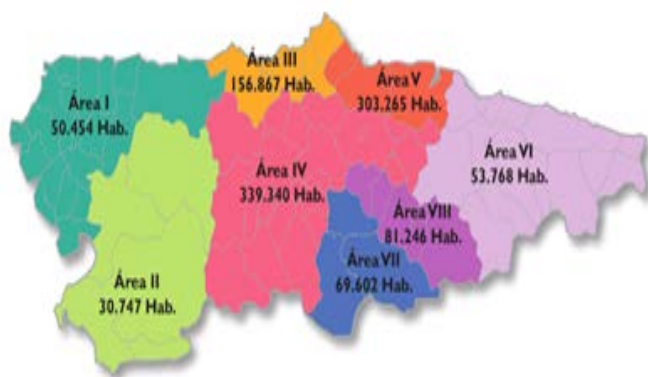 Área III
156.867 Hab.
Área V
303.265 Hab.
Área I
50.454 Hab.
Área VI
53.768 Hab.
Área IV
339.340 Hab.
Área VIII
81.246 Hab.
Área VII
69.602 Hab.
Área II
30.747 Hab.